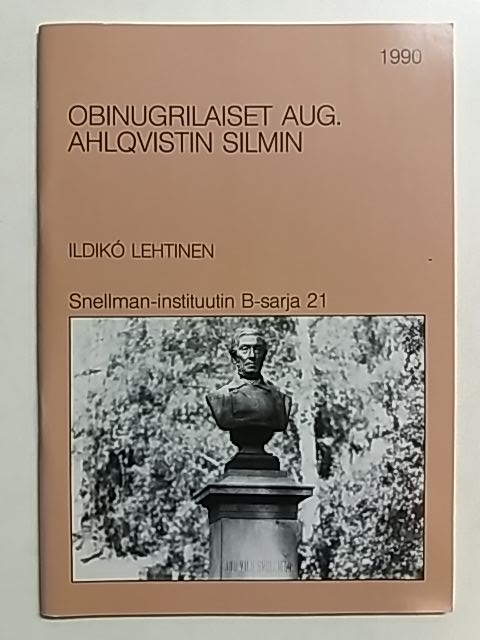 1990
OBINUGRILAISET AUG.
AHLQVISTIN SILMIN
ILDIKÓ LEHTINEN
Snellman-instituutin B-sarja 21